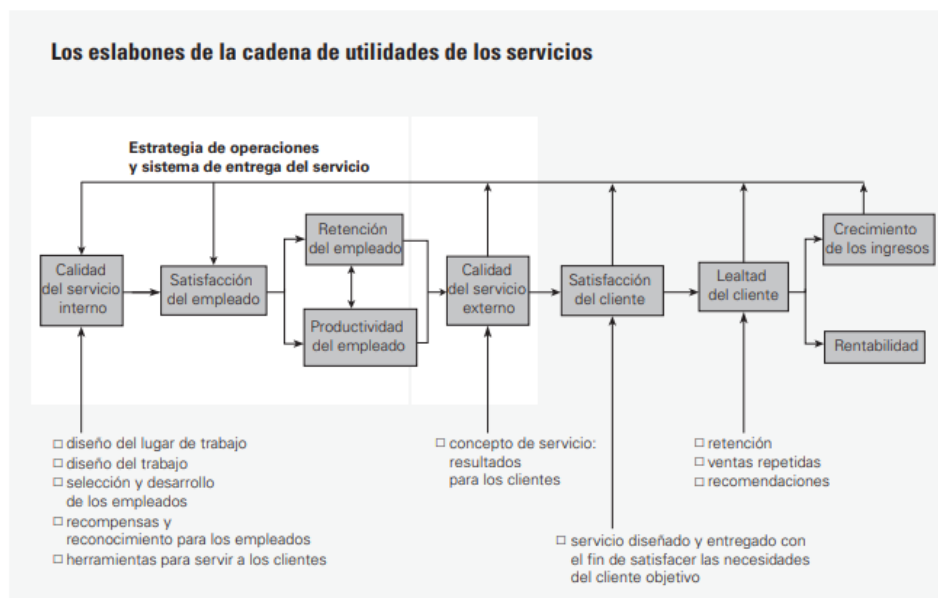 Los eslabones de la cadena de utilidades de los servicios
Estrategia de operaciones
y sistema de entrega del servicio
Calidad
del servicio
interno
Satisfacción
del empleado
Retención
del empleado
Productividad
del empleado
Calidad
del servicio
externo
Satisfacción
del cliente
Lealtad
del cliente
Crecimiento
de los ingresos
Rentabilidad
□ diseño del lugar de trabajo
□ diseño del trabajo
□ selección y desarrollo
de los empleados
□ recompensas y
reconocimiento para los empleados
□ herramientas para servir a los clientes
□ concepto de servicio:
resultados
para los clientes
□ servicio diseñado y entregado con
el fin de satisfacer las necesidades
del cliente objetivo
□ retención
□ ventas repetidas
□ recomendaciones